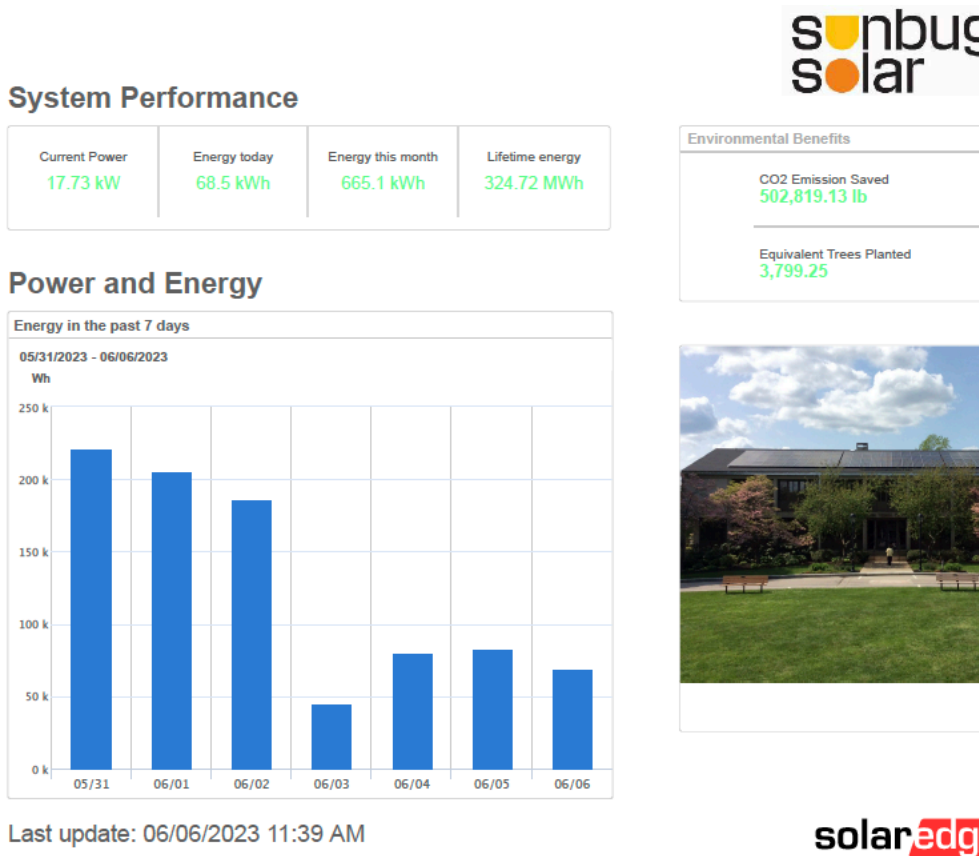 sunbug
solar
System Performance
Current Power
17.73 kW
Energy today
68.5 kWh
Energy this month
665.1 kWh
Lifetime energy
324.72 MWh
Environmental Benefits
CO2 Emission Saved
502,819.13 lb
Equivalent Trees Planted
3,799.25
Power and Energy
Energy in the past 7 days
05/31/2023 - 06/06/2023
Wh
250 k
200 k
150 k
100 k
50 k
0 k
05/31 06/01 06/02 06/03 06/04 06/05 06/06
Last update: 06/06/2023 11:39 AM
solaredg